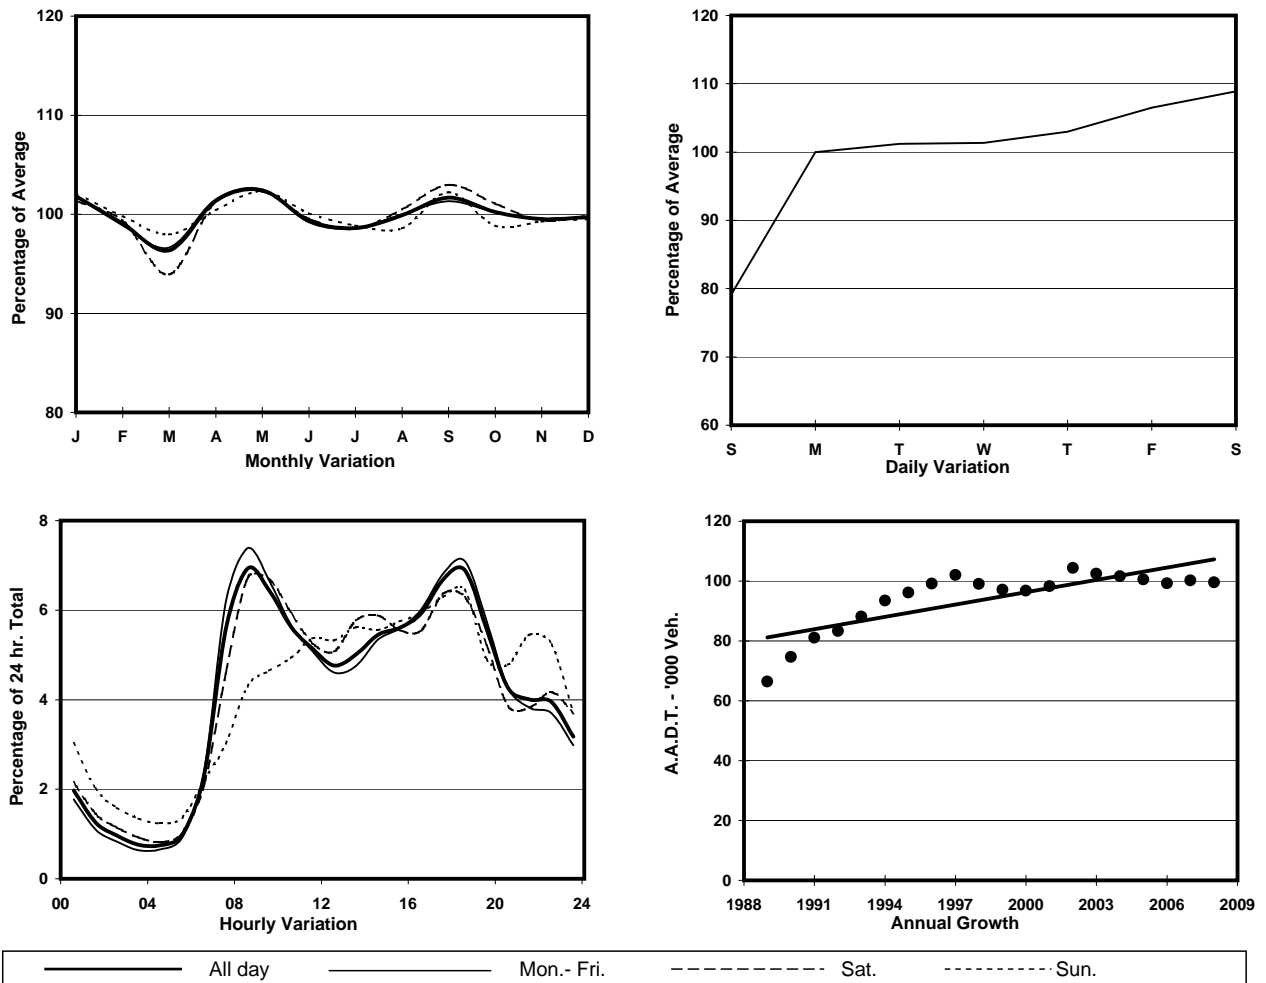 120
110
100
90
80
Percentage of Average
J F M A M J J A S O N D
Monthly Variation
120
110
100
90
80
70
60
Percentage of Average
S M T W T F S
Daily Variation
8
6
4
2
0
Percentage of 24 hr. Total
00 04 08 12 16 20 24
Hourly Variation
120
100
80
60
40
20
0
A.A.D.T. - '000 Veh.
1988 1991 1994 1997 2000 2003 2006 2009
Annual Growth
All day Mon.- Fri. Sat. Sun.